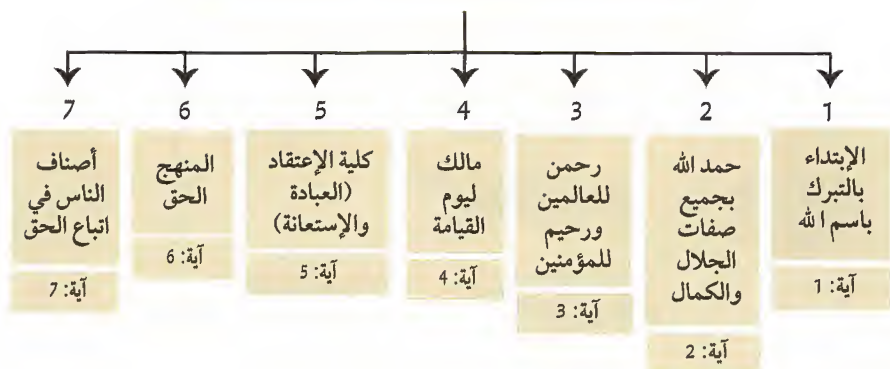 1
الإبتداء
بالتبرك
باسم الله
آية: 1
2
حمد الله
بجميع
صفات
الجلال
والكمال
آية: 2
3
رحمن
للعالمين
ورحيم
للمؤمنين
آية: 3
4
مالك
ليوم
القيامة
آية: 4
5
كلية الإعتقاد
(العبادة
والإستعانة)
آية: 5
6
المنهج
الحق
آية: 6
7
أصناف
الناس في
اتباع الحق
آية: 7